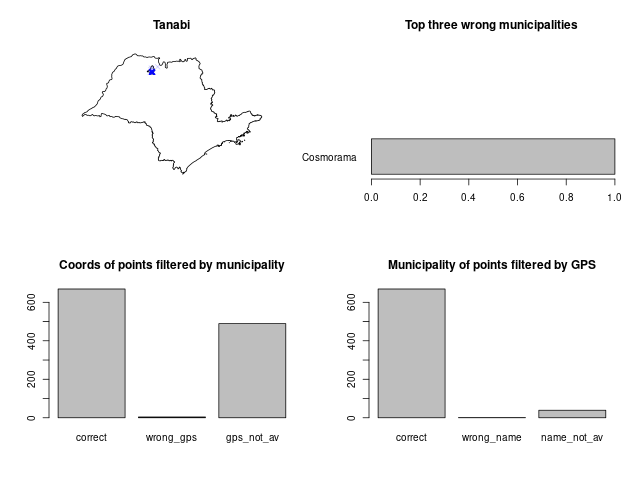 Tanabi
Top three wrong municipalities
Cosmorama
0.0 0.2 0.4 0.6 0.8 1.0
Coords of points filtered by municipality
600
400
200
0
correct wrong_gps gps_not_av
Municipality of points filtered by GPS
600
400
200
0
correct wrong_name name_not_av